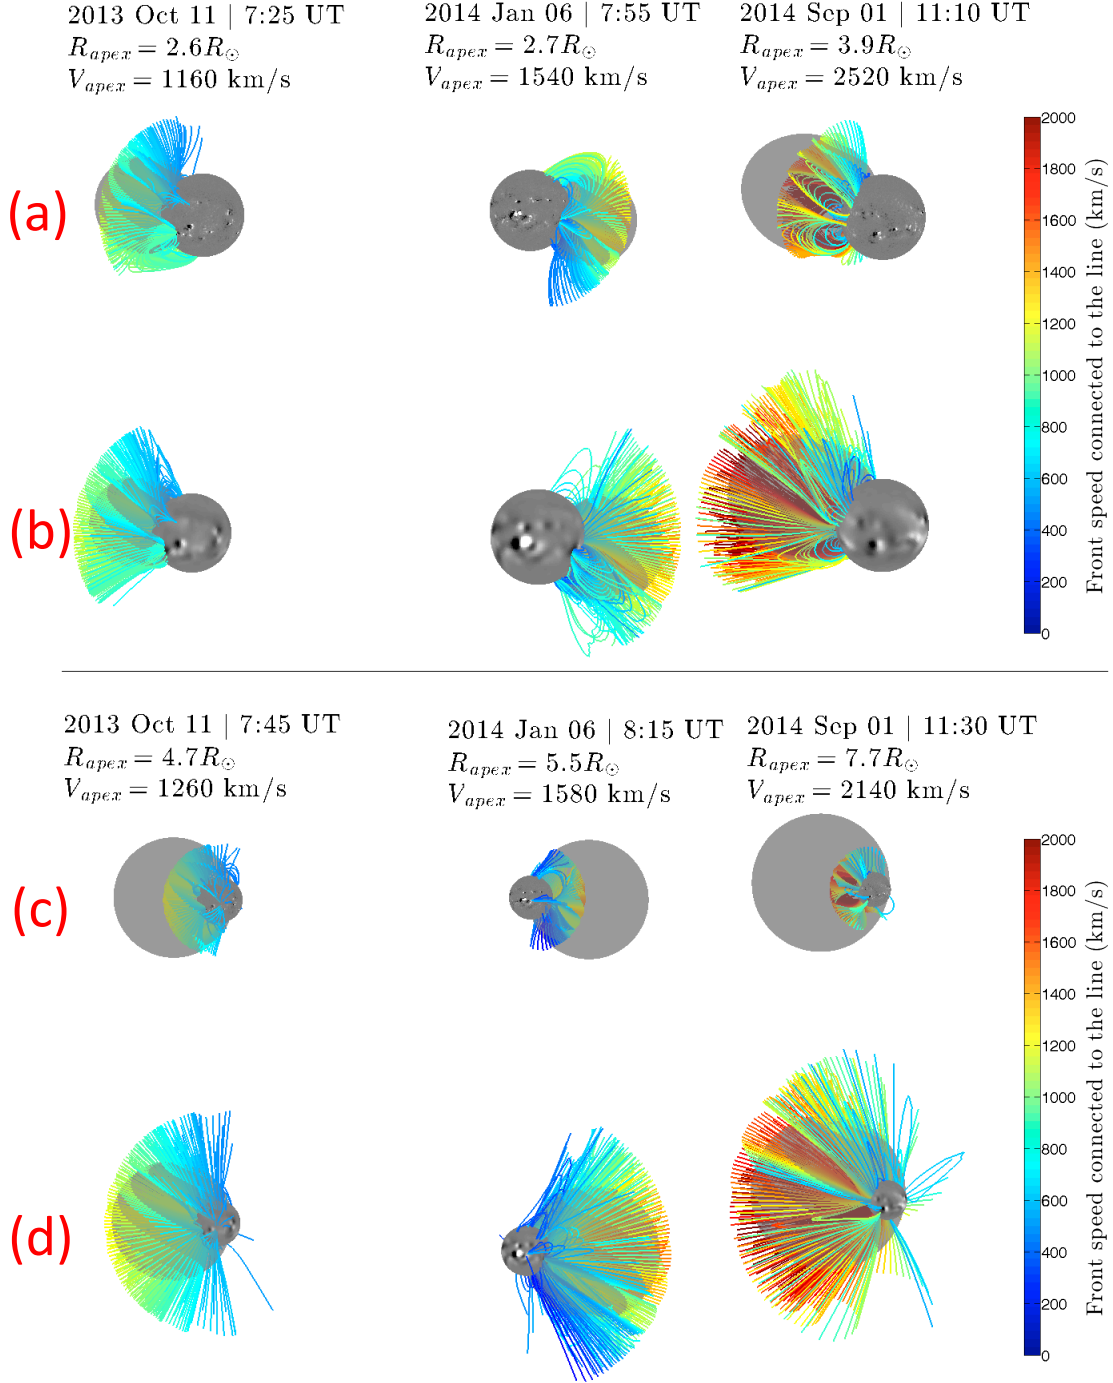 2013 Oct 11 | 7:25 UT
R_apex = 2.6R_☉
V_apex = 1160 km/s
2014 Jan 06 | 7:55 UT
R_apex = 2.7R_☉
V_apex = 1540 km/s
2014 Sep 01 | 11:10 UT
R_apex = 3.9R_☉
V_apex = 2520 km/s
(a)
(b)
2000
1800
1600
1400
1200
1000
800
600
400
200
0
Front speed connected to the line (km/s)
2013 Oct 11 | 7:45 UT
R_apex = 4.7R_☉
V_apex = 1260 km/s
2014 Jan 06 | 8:15 UT
R_apex = 5.5R_☉
V_apex = 1580 km/s
2014 Sep 01 | 11:30 UT
R_apex = 7.7R_☉
V_apex = 2140 km/s
(c)
(d)
2000
1800
1600
1400
1200
1000
800
600
400
200
0
Front speed connected to the line (km/s)